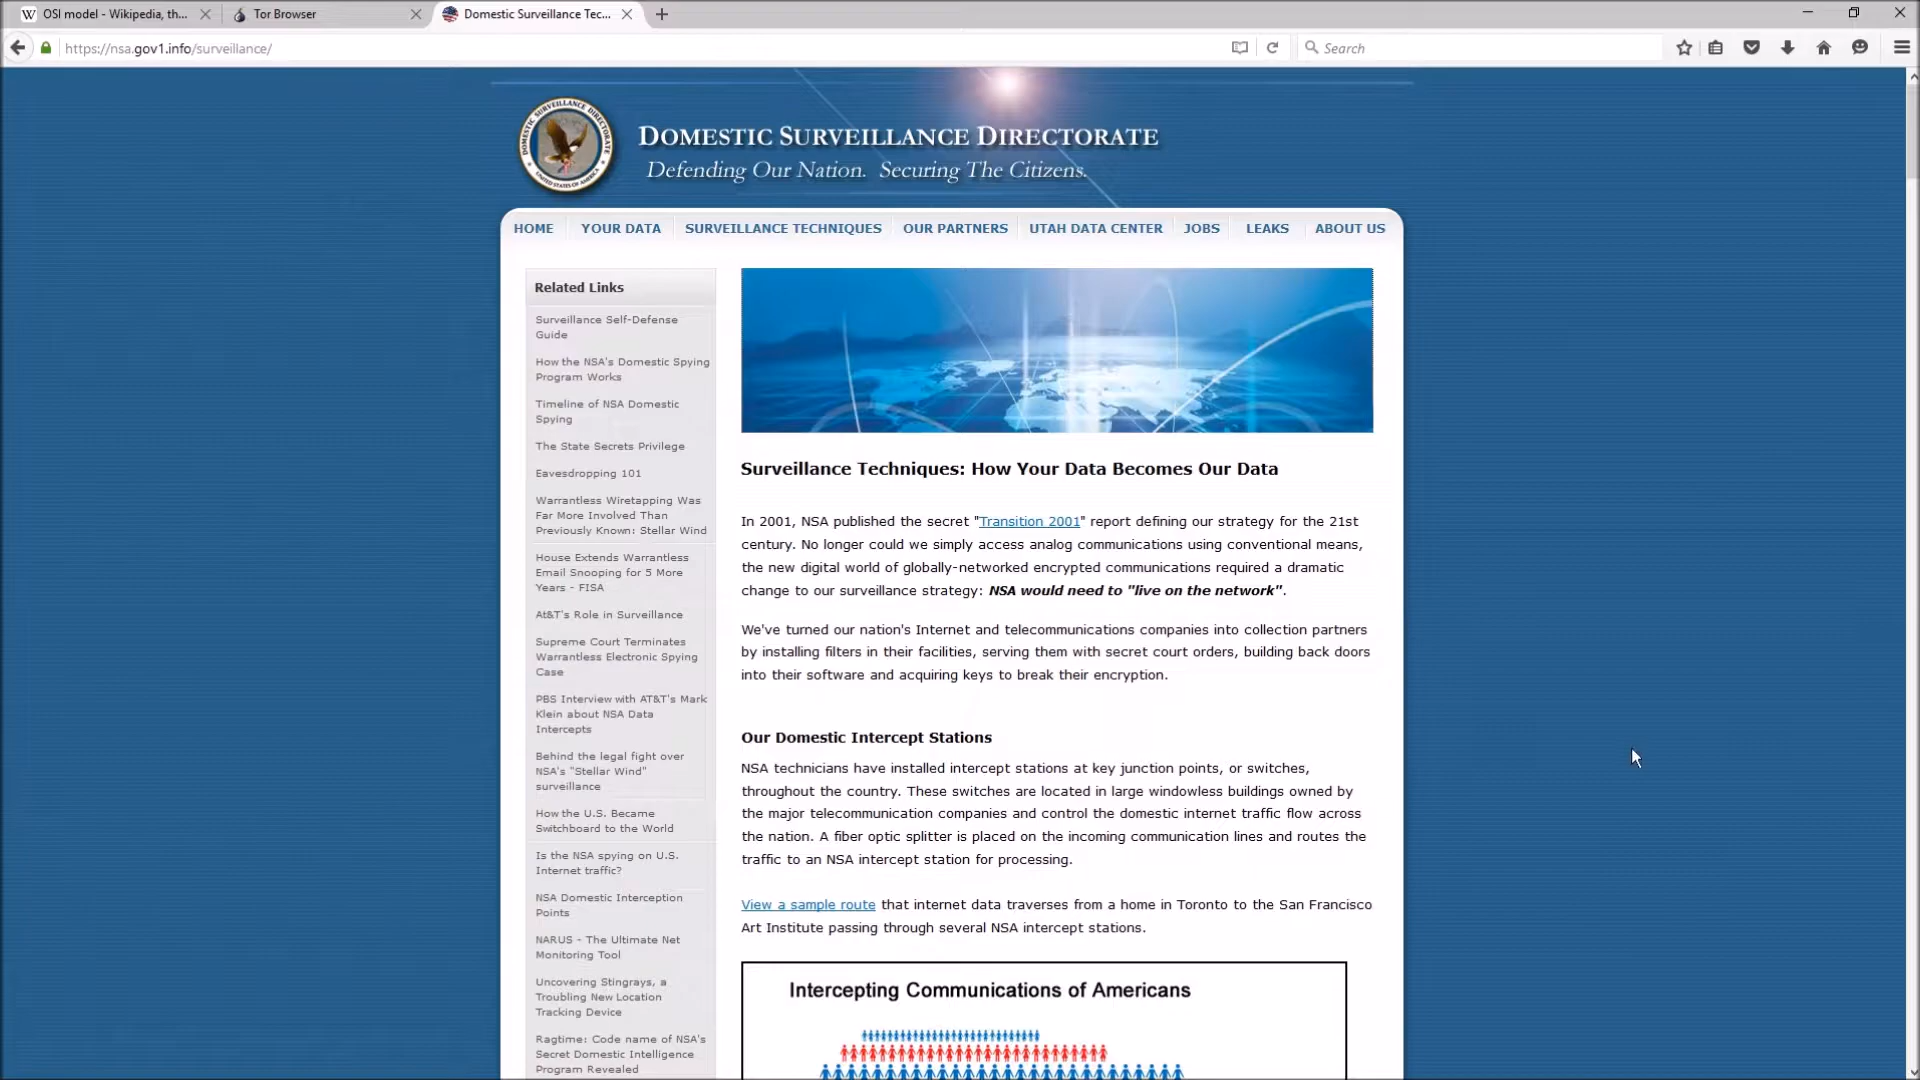 OSI model - Wikipedia, th...
Tor Browser
Domestic Surveillance Tec...
https://nsa.gov1.info/surveillance/
Search
DOMESTIC SURVEILLANCE DIRECTORATE
UNITED STATES OF AMERICA
DOMESTIC SURVEILLANCE DIRECTORATE
Defending Our Nation. Securing The Citizens.
HOME
YOUR DATA
SURVEILLANCE TECHNIQUES
OUR PARTNERS
UTAH DATA CENTER
JOBS
LEAKS
ABOUT US
Related Links
Surveillance Self-Defense
Guide
How the NSA's Domestic Spying
Program Works
Timeline of NSA Domestic
Spying
The State Secrets Privilege
Eavesdropping 101
Warrantless Wiretapping Was
Far More Involved Than
Previously Known: Stellar Wind
House Extends Warrantless
Email Snooping for 5 More
Years - FISA
At&T's Role in Surveillance
Supreme Court Terminates
Warrantless Electronic Spying
Case
PBS Interview with AT&T's Mark
Klein about NSA Data
Intercepts
Behind the legal fight over
NSA's "Stellar Wind"
surveillance
How the U.S. Became
Switchboard to the World
Is the NSA spying on U.S.
Internet traffic?
NSA Domestic Interception
Points
NARUS - The Ultimate Net
Monitoring Tool
Uncovering Stingrays, a
Troubling New Location
Tracking Device
Ragtime: Code name of NSA's
Secret Domestic Intelligence
Program Revealed
Surveillance Techniques: How Your Data Becomes Our Data
In 2001, NSA published the secret "Transition 2001" report defining our strategy for the 21st
century. No longer could we simply access analog communications using conventional means,
the new digital world of globally-networked encrypted communications required a dramatic
change to our surveillance strategy: NSA would need to "live on the network".
We've turned our nation's Internet and telecommunications companies into collection partners
by installing filters in their facilities, serving them with secret court orders, building back doors
into their software and acquiring keys to break their encryption.
Our Domestic Intercept Stations
NSA technicians have installed intercept stations at key junction points, or switches,
throughout the country. These switches are located in large windowless buildings owned by
the major telecommunication companies and control the domestic internet traffic flow across
the nation. A fiber optic splitter is placed on the incoming communication lines and routes the
traffic to an NSA intercept station for processing.
View a sample route that internet data traverses from a home in Toronto to the San Francisco
Art Institute passing through several NSA intercept stations.
Intercepting Communications of Americans